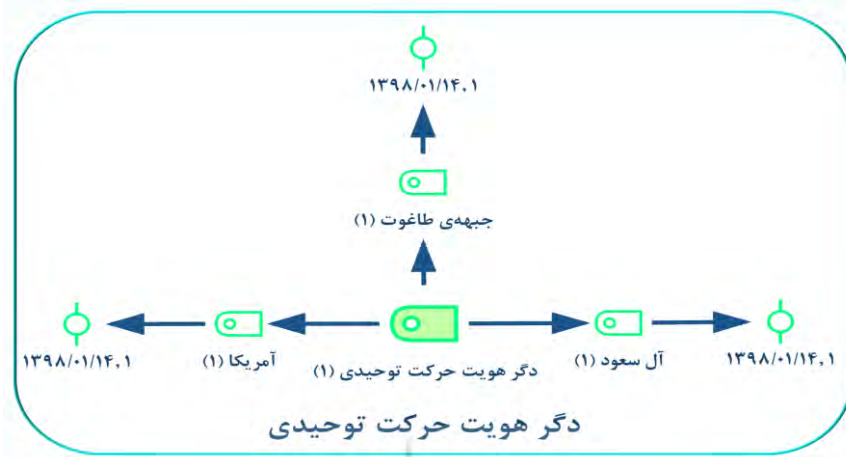 ۱۳۹۸/۰۱/۱۴.۱
جبهه‌ی طاغوت (۱)
آل سعود (۱)
دگر هویت حرکت توحیدی (۱)
آمریکا (۱)
۱۳۹۸/۰۱/۱۴.۱
۱۳۹۸/۰۱/۱۴.۱
دگر هویت حرکت توحیدی